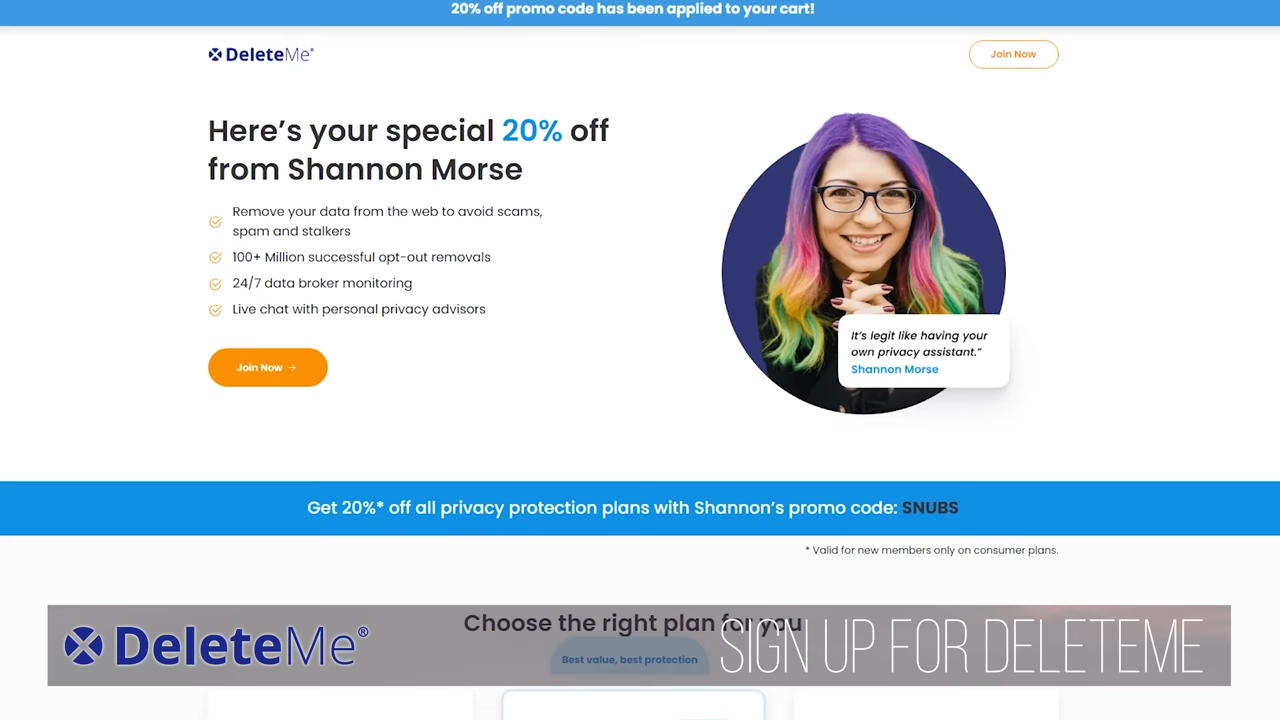 20% off promo code has been applied to your cart!
DeleteMe®
Join Now
Here's your special 20% off
from Shannon Morse
Remove your data from the web to avoid scams,
spam and stalkers
100+ Million successful opt-out removals
24/7 data broker monitoring
Live chat with personal privacy advisors
Join Now →
It's legit like having your
own privacy assistant.”
Shannon Morse
Get 20%* off all privacy protection plans with Shannon's promo code: SNUBS
* Valid for new members only on consumer plans.
Choose the right plan for you
Best value, best protection
DeleteMe®
SIGN UP FOR DELETEME